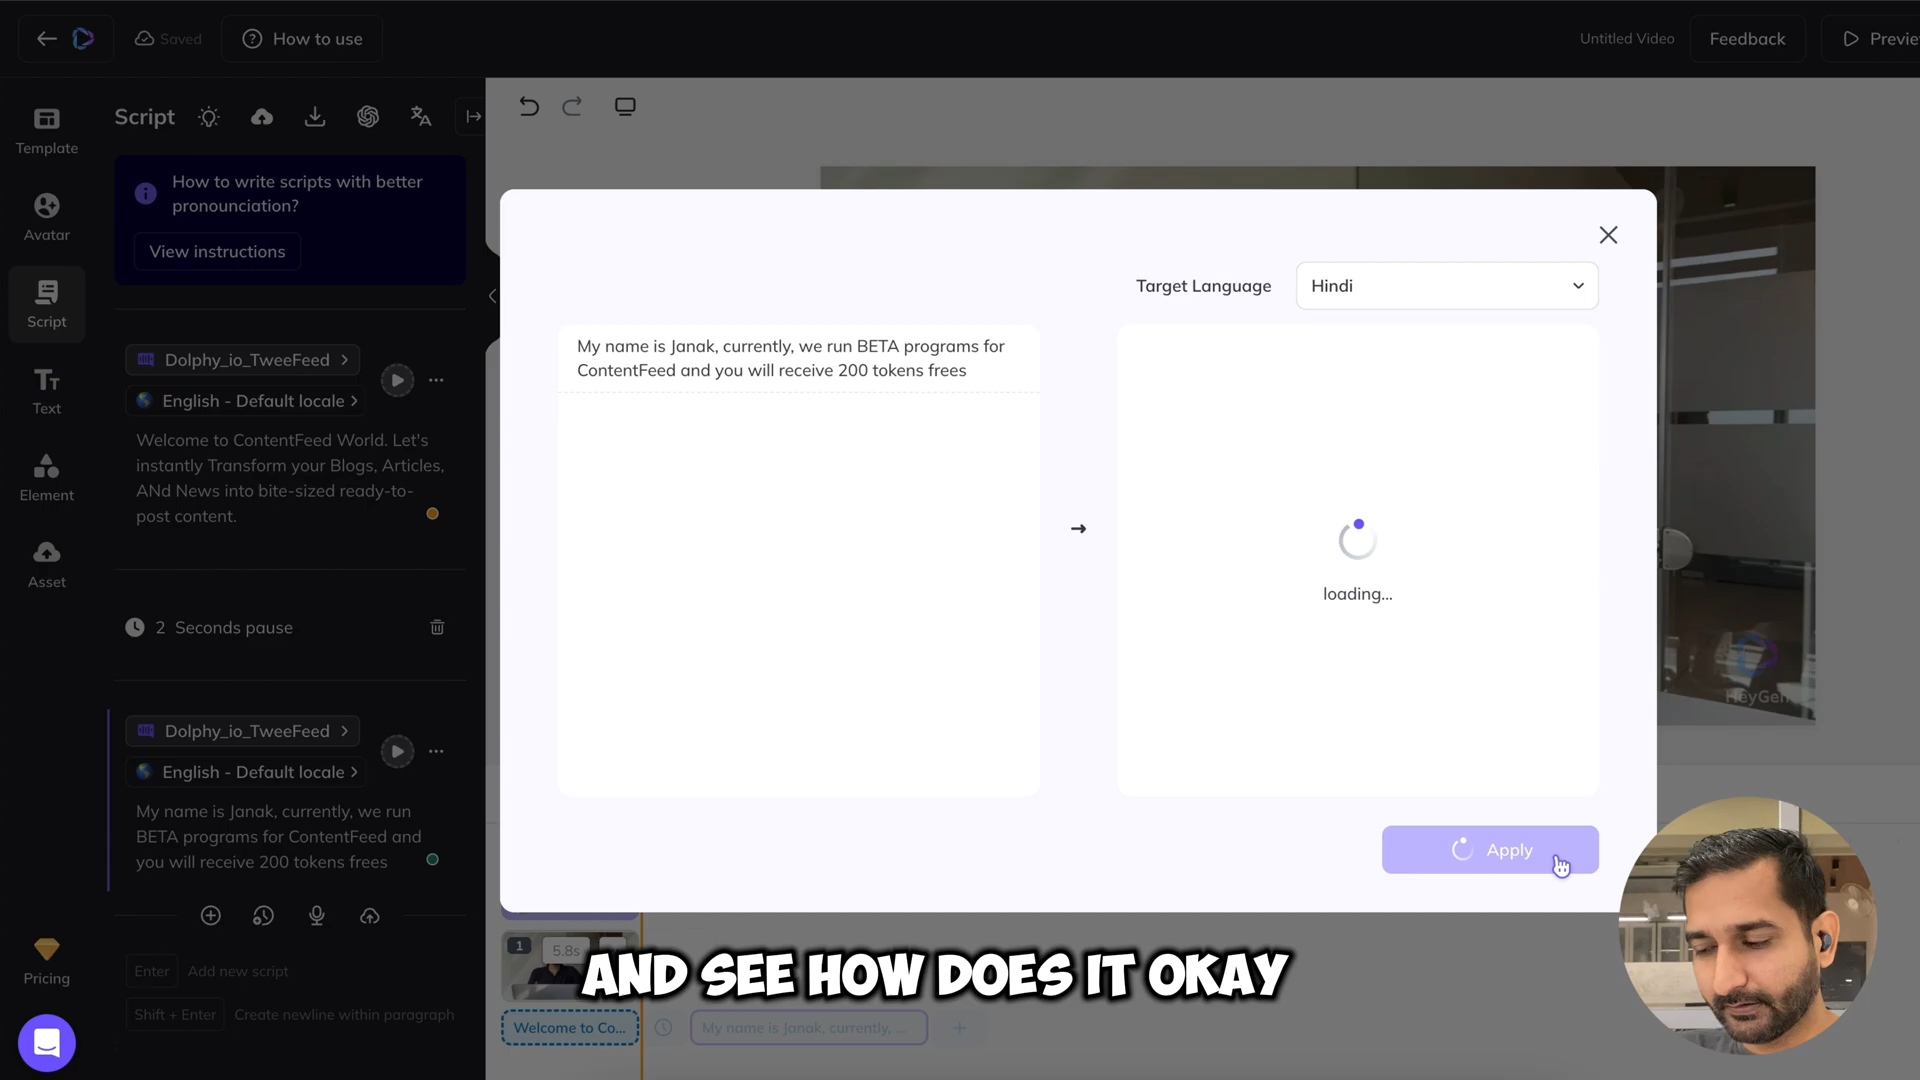 Saved
How to use
Untitled Video
Feedback
Script
Template
How to write scripts with better
pronounciation?
View instructions
Avatar
Script
Text
Element
Asset
Pricing
Dolphy_io_TweeFeed
English - Default locale
Welcome to ContentFeed World. Let's
instantly Transform your Blogs, Articles,
ANd News into bite-sized ready-to-
post content.
2 Seconds pause
Dolphy_io_TweeFeed
English - Default locale
My name is Janak, currently, we run
BETA programs for ContentFeed and
you will receive 200 tokens frees
Enter Add new script
Shift + Enter Create newline within paragraph
Target Language Hindi
My name is Janak, currently, we run BETA programs for
ContentFeed and you will receive 200 tokens frees
loading...
Apply
HeyGen
1 5.8s
AND SEE HOW DOES IT OKAY
Welcome to Co...
My name is Janak, currently, ...